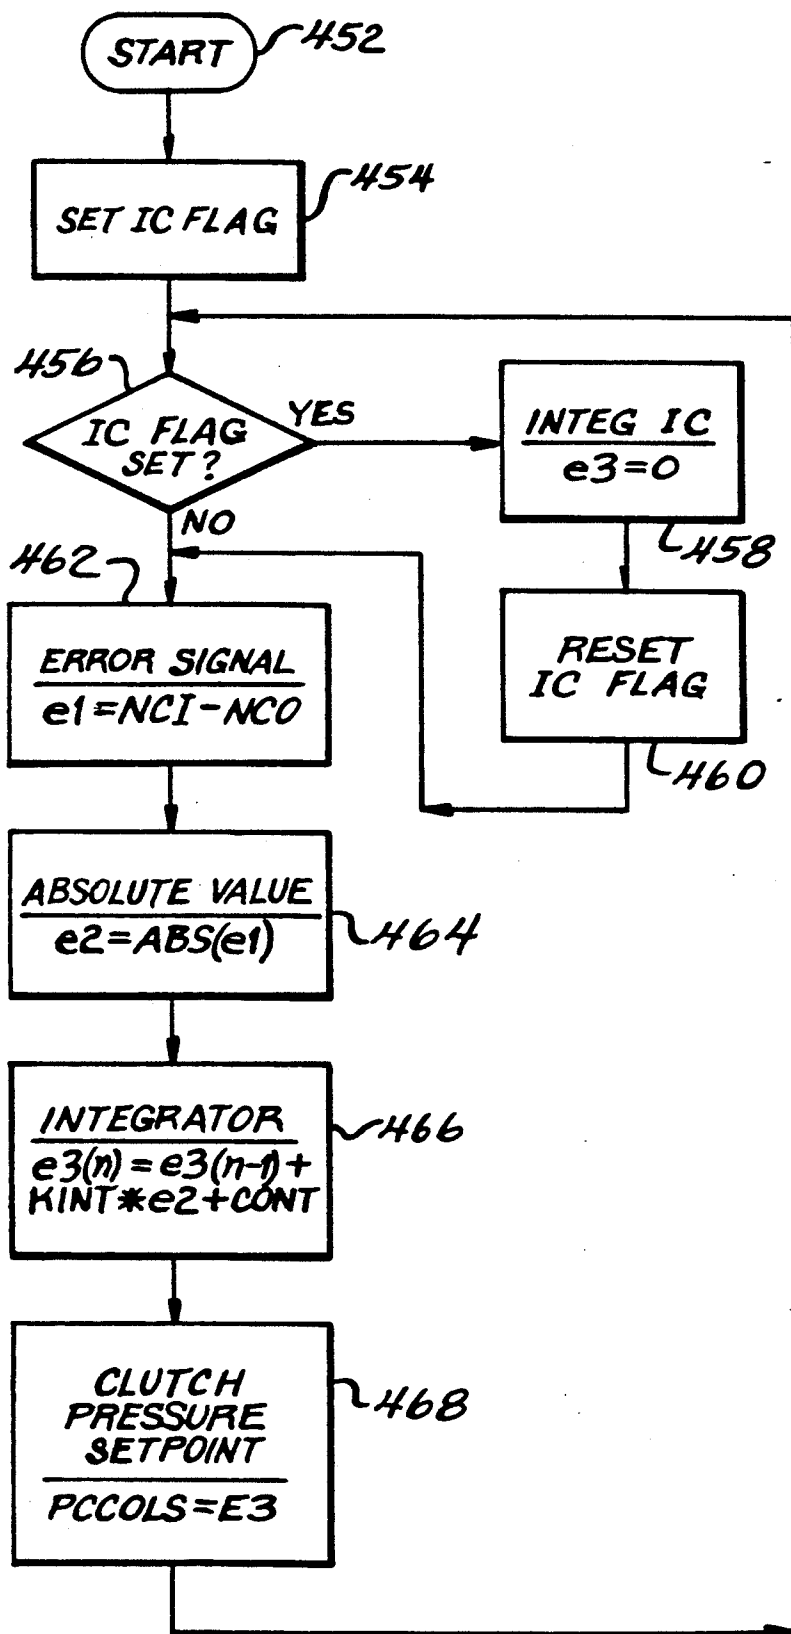 START
452
454
SET IC FLAG
456
IC FLAG
SET?
YES
INTEG IC
e3=0
458
NO
462
ERROR SIGNAL
e1=NCI-NCO
RESET
IC FLAG
460
ABSOLUTE VALUE
e2=ABS(e1)
464
INTEGRATOR
e3(n)=e3(n-1)+
KINT*e2+CONT
466
CLUTCH
PRESSURE
SETPOINT
PCCOLS=E3
468